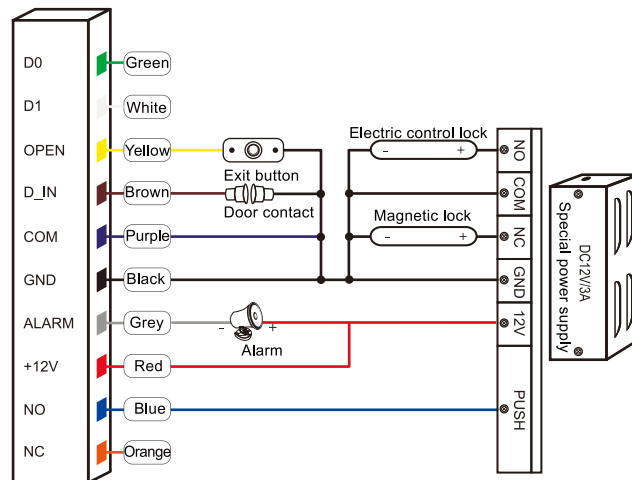 D0 Green
D1 White
OPEN Yellow
Exit button
D_IN Brown
Door contact
COM Purple
GND Black
ALARM Grey
- +
Alarm
+12V Red
NO Blue
NC Orange
Electric control lock
- +
Magnetic lock
- +
NO
COM
NC
GND
12V
PUSH
DC12V/3A
Special power supply